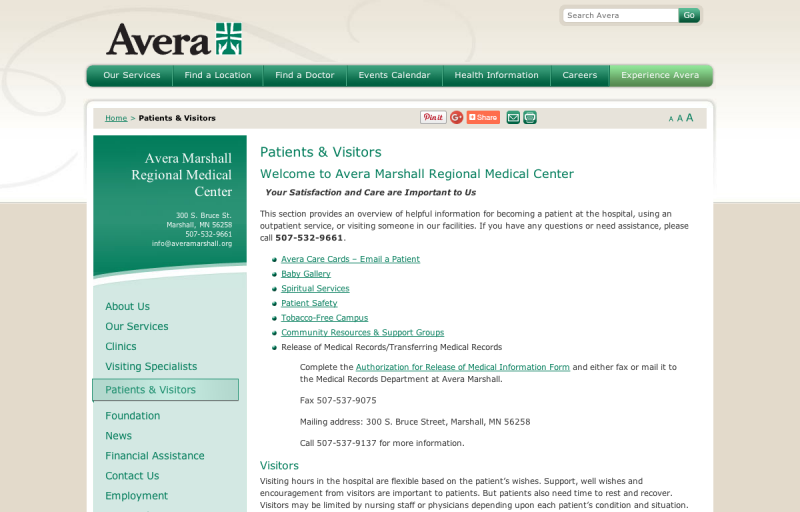 Search Avera
Go
Avera
Our Services
Find a Location
Find a Doctor
Events Calendar
Health Information
Careers
Experience Avera
Home > Patients & Visitors
Pin it
G+
Share
A A A
Avera Marshall
Regional Medical
Center
300 S. Bruce St.
Marshall, MN 56258
507-532-9661
info@averamarshall.org
About Us
Our Services
Clinics
Visiting Specialists
Patients & Visitors
Foundation
News
Financial Assistance
Contact Us
Employment
Patients & Visitors
Welcome to Avera Marshall Regional Medical Center
Your Satisfaction and Care are Important to Us
This section provides an overview of helpful information for becoming a patient at the hospital, using an
outpatient service, or visiting someone in our facilities. If you have any questions or need assistance, please
call 507-532-9661.
Avera Care Cards – Email a Patient
Baby Gallery
Spiritual Services
Patient Safety
Tobacco-Free Campus
Community Resources & Support Groups
Release of Medical Records/Transferring Medical Records
Complete the Authorization for Release of Medical Information Form and either fax or mail it to
the Medical Records Department at Avera Marshall.
Fax 507-537-9075
Mailing address: 300 S. Bruce Street, Marshall, MN 56258
Call 507-537-9137 for more information.
Visitors
Visiting hours in the hospital are flexible based on the patient's wishes. Support, well wishes and
encouragement from visitors are important to patients. But patients also need time to rest and recover.
Visitors may be limited by nursing staff or physicians depending upon each patient's condition and situation.